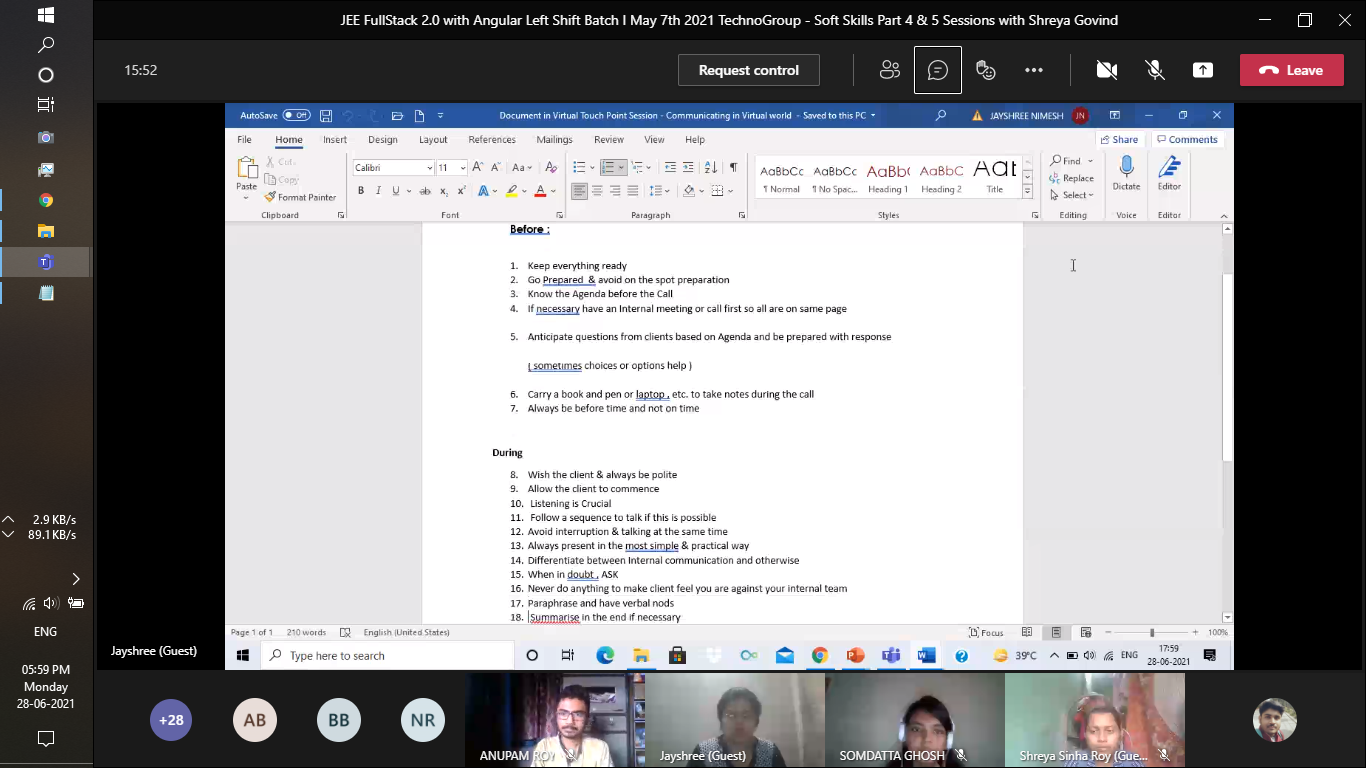 JEE FullStack 2.0 with Angular Left Shift Batch I May 7th 2021 TechnoGroup - Soft Skills Part 4 & 5 Sessions with Shreya Govind
15:52
Request control
Leave
AutoSave Off
Document in Virtual Touch Point Session - Communicating in Virtual world - Saved to this PC
JAYSHREE NIMESH JN
File Home Insert Design Layout References Mailings Review View Help
Share Comments
Paste
Cut
Copy
Format Painter
Calibri 11
AaBbCc AaBbCc AaBbC AaBbCc AaB
¶ Normal ¶ No Spac... Heading 1 Heading 2 Title
Find
Replace
Select
Dictate
Editor
Clipboard Font Paragraph Styles Editing Voice Editor
Before :
1. Keep everything ready
2. Go Prepared & avoid on the spot preparation
3. Know the Agenda before the Call
4. If necessary have an Internal meeting or call first so all are on same page
5. Anticipate questions from clients based on Agenda and be prepared with response
( sometimes choices or options help )
6. Carry a book and pen or laptop , etc. to take notes during the call
7. Always be before time and not on time
During
8. Wish the client & always be polite
9. Allow the client to commence
10. Listening is Crucial
11. Follow a sequence to talk if this is possible
12. Avoid interruption & talking at the same time
13. Always present in the most simple & practical way
14. Differentiate between Internal communication and otherwise
15. When in doubt , ASK
16. Never do anything to make client feel you are against your internal team
17. Paraphrase and have verbal nods
18. Summarise in the end if necessary
Page 1 of 1 210 words English (United States)
Focus
100%
Type here to search
39°C
ENG
17:59
28-06-2021
Jayshree (Guest)
2.9 KB/s
89.1 KB/s
ENG
05:59 PM
Monday
28-06-2021
+28
AB
BB
NR
ANUPAM ROY
Jayshree (Guest)
SOMDATTA GHOSH
Shreya Sinha Roy (Gue...